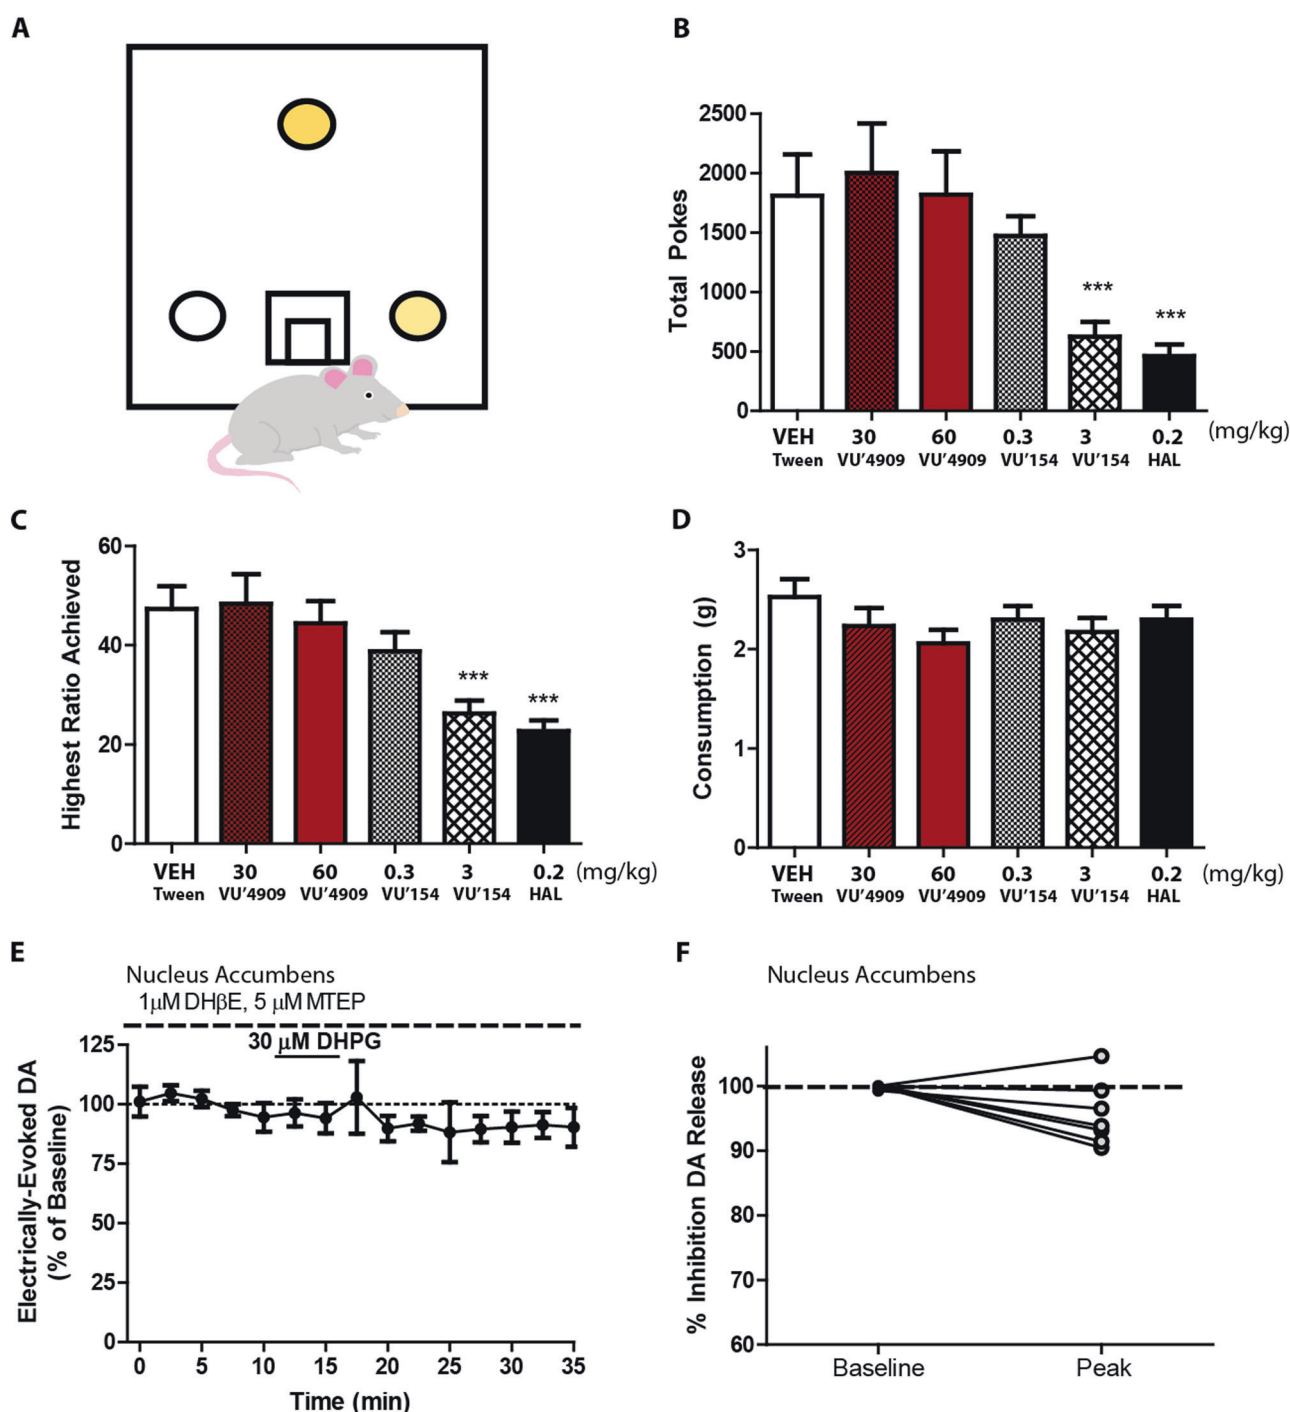 A
B
Total Pokes
2500
2000
1500
1000
500
0
***
***
VEH 30 60 0.3 3 0.2 (mg/kg)
Tween VU'4909 VU'4909 VU'154 VU'154 HAL
C
Highest Ratio Achieved
60
40
20
0
***
***
VEH 30 60 0.3 3 0.2 (mg/kg)
Tween VU'4909 VU'4909 VU'154 VU'154 HAL
D
Consumption (g)
3
2
1
0
VEH 30 60 0.3 3 0.2 (mg/kg)
Tween VU'4909 VU'4909 VU'154 VU'154 HAL
E
Nucleus Accumbens
1μM DHβE, 5 μM MTEP
30 μM DHPG
Electrically-Evoked DA
(% of Baseline)
125
100
75
50
25
0
0 5 10 15 20 25 30 35
Time (min)
F
Nucleus Accumbens
% Inhibition DA Release
100
90
80
70
60
Baseline Peak